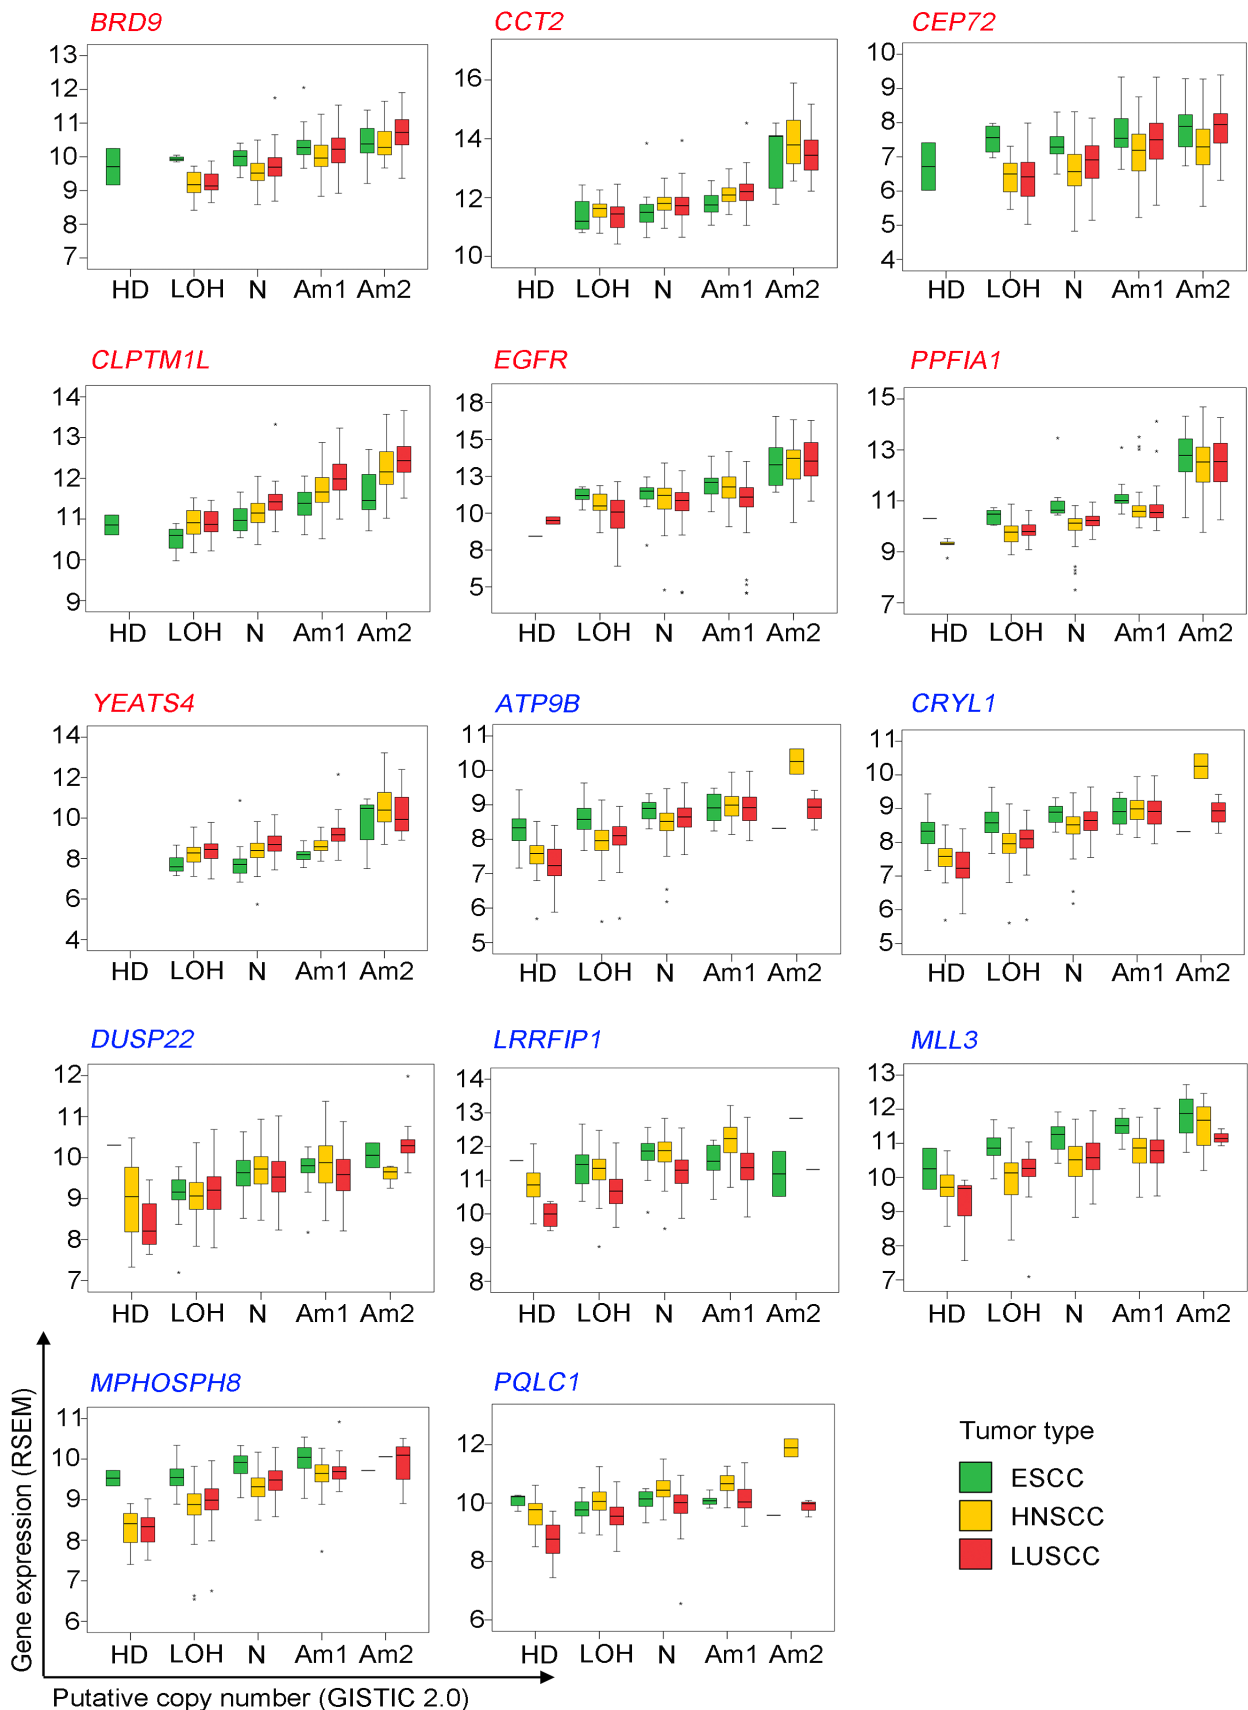 BRD9 CCT2 CEP72
13 12 11 10 9 8 7
16 14 12 10
10 9 8 7 6 5 4
HD LOH N Am1 Am2 HD LOH N Am1 Am2 HD LOH N Am1 Am2
CLPTM1L EGFR PPFIA1
14 13 12 11 10 9
18 15 13 10 8 5
15 13 11 9 7
HD LOH N Am1 Am2 HD LOH N Am1 Am2 HD LOH N Am1 Am2
YEATS4 ATP9B CRYL1
14 12 10 8 6 4
11 10 9 8 7 6 5
11 10 9 8 7 6 5
HD LOH N Am1 Am2 HD LOH N Am1 Am2 HD LOH N Am1 Am2
DUSP22 LRRFIP1 MLL3
12 11 10 9 8 7
14 13 12 11 10 9 8
13 12 11 10 9 8 7
HD LOH N Am1 Am2 HD LOH N Am1 Am2 HD LOH N Am1 Am2
MPHOSPH8 PQLC1
11 10 9 8 7 6
12 10 8 6
HD LOH N Am1 Am2 HD LOH N Am1 Am2
Gene expression (RSEM)
Putative copy number (GISTIC 2.0)
Tumor type
ESCC
HNSCC
LUSCC